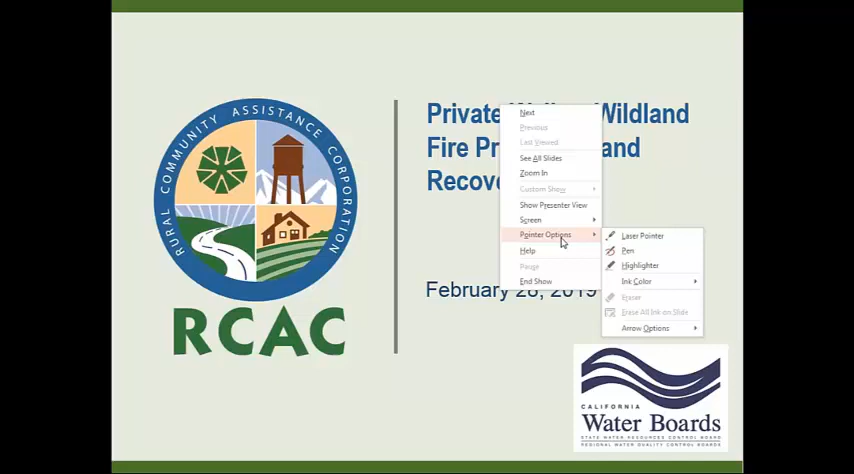 RURAL COMMUNITY ASSISTANCE CORPORATION
RCAC
Private
Wildland
Fire Pr
and
Recove
February 28, 2019
Next
Previous
Last Viewed
See All Slides
Zoom In
Custom Show
Show Presenter View
Screen
Pointer Options
Help
Pause
End Show
Laser Pointer
Pen
Highlighter
Ink Color
Eraser
Erase All Ink on Slide
Arrow Options
CALIFORNIA
Water Boards
STATE WATER RESOURCES CONTROL BOARD
REGIONAL WATER QUALITY CONTROL BOARDS